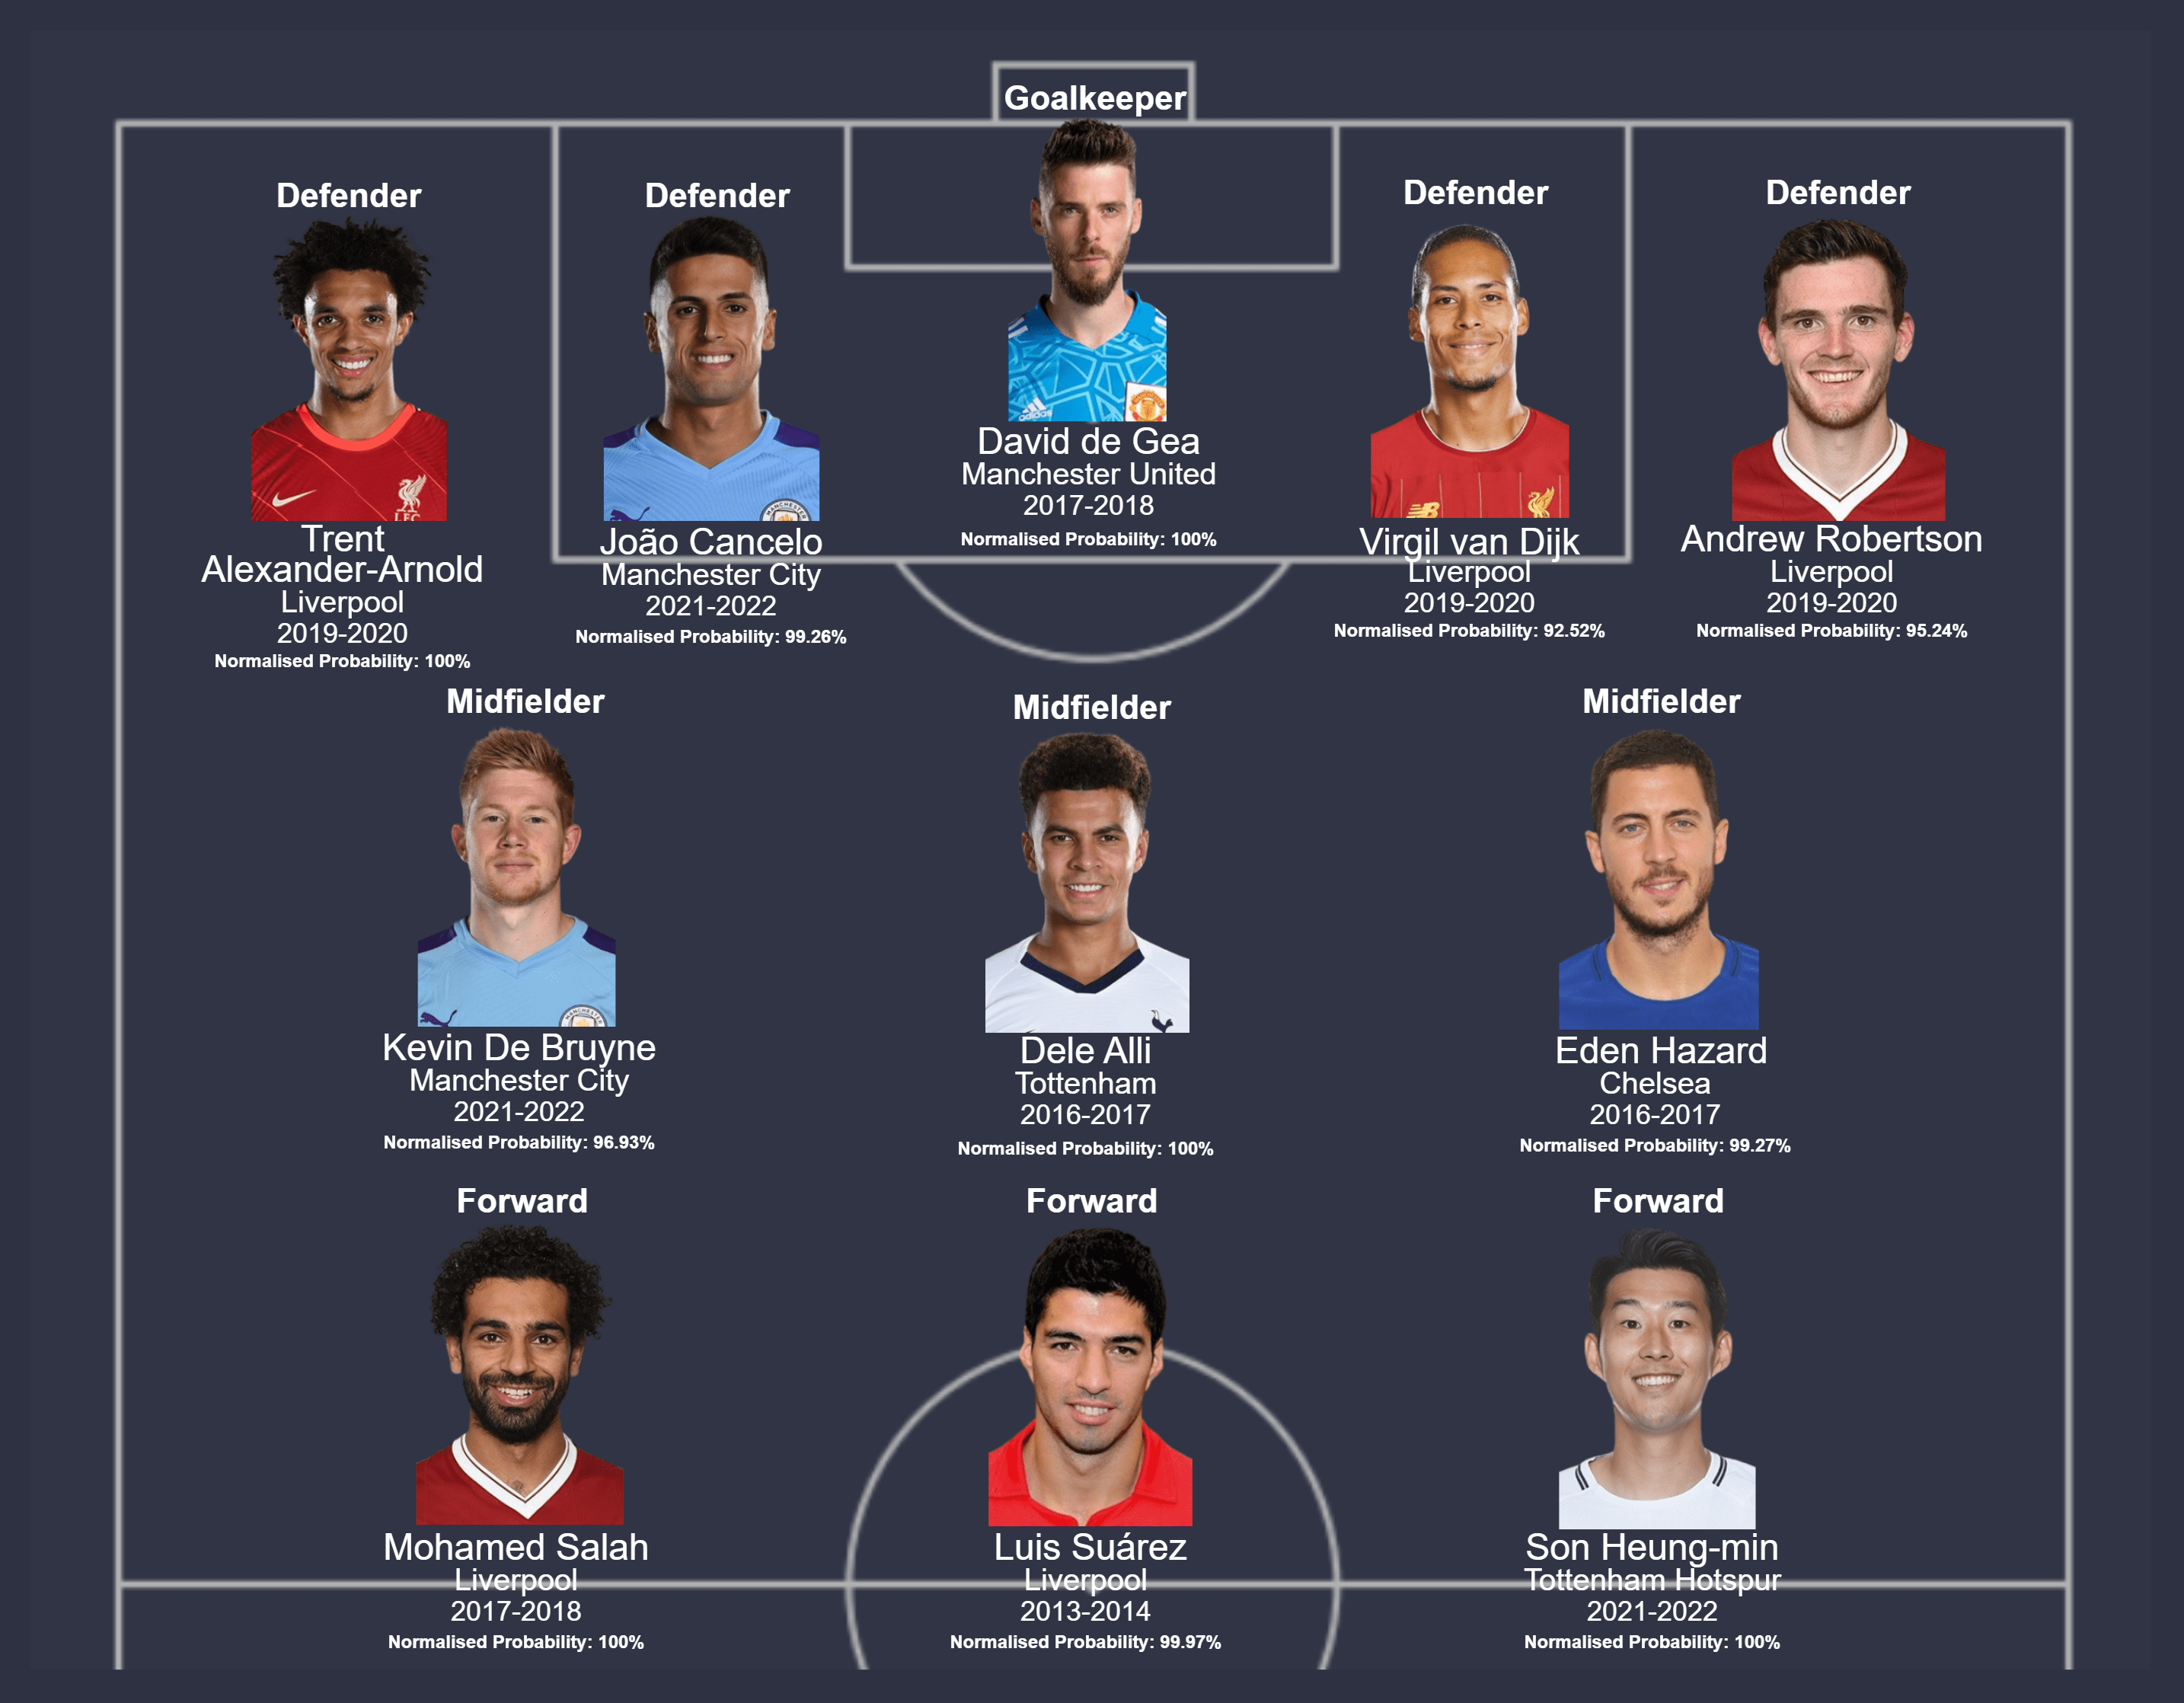 Goalkeeper
David de Gea
Manchester United
2017-2018
Normalised Probability: 100%
Defender
Trent
Alexander-Arnold
Liverpool
2019-2020
Normalised Probability: 100%
Defender
João Cancelo
Manchester City
2021-2022
Normalised Probability: 99.26%
Defender
Virgil van Dijk
Liverpool
2019-2020
Normalised Probability: 92.52%
Defender
Andrew Robertson
Liverpool
2019-2020
Normalised Probability: 95.24%
Midfielder
Kevin De Bruyne
Manchester City
2021-2022
Normalised Probability: 96.93%
Midfielder
Dele Alli
Tottenham
2016-2017
Normalised Probability: 100%
Midfielder
Eden Hazard
Chelsea
2016-2017
Normalised Probability: 99.27%
Forward
Mohamed Salah
Liverpool
2017-2018
Normalised Probability: 100%
Forward
Luis Suárez
Liverpool
2013-2014
Normalised Probability: 99.97%
Forward
Son Heung-min
Tottenham Hotspur
2021-2022
Normalised Probability: 100%
adidas
L.F.C
NB
MANCHESTER
MANCHESTER